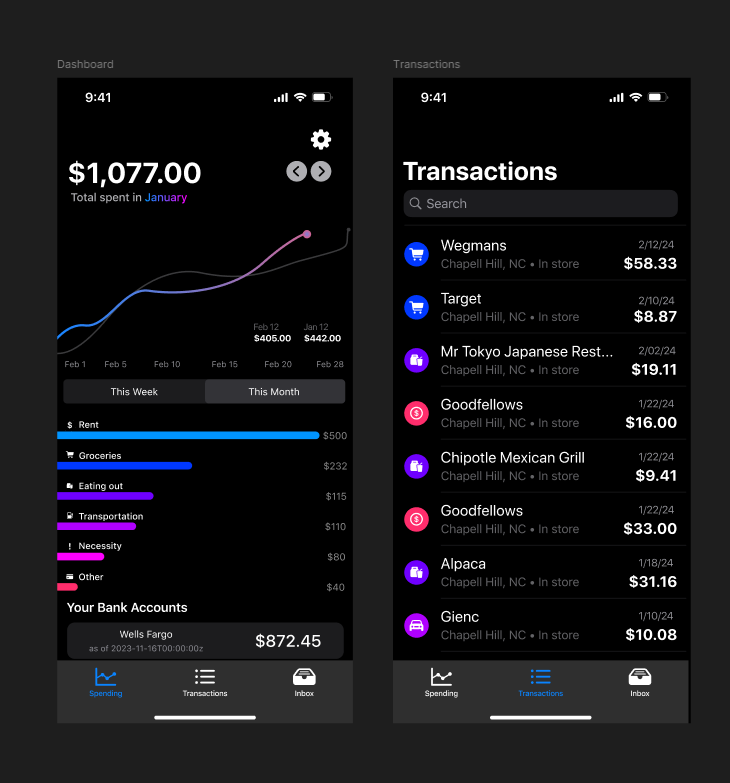 Dashboard
9:41
$1,077.00
Total spent in January
Feb 12 Jan 12
$405.00 $442.00
Feb 1 Feb 5 Feb 10 Feb 15 Feb 20 Feb 28
This Week This Month
$ Rent
$500
Groceries
$232
Eating out
$115
Transportation
$110
! Necessity
$80
Other
$40
Your Bank Accounts
Wells Fargo
as of 2023-11-16T00:00:00z
$872.45
Spending Transactions Inbox
Transactions
9:41
Transactions
Search
Wegmans 2/12/24
Chapell Hill, NC • In store $58.33
Target 2/10/24
Chapell Hill, NC • In store $8.87
Mr Tokyo Japanese Rest... 2/02/24
Chapell Hill, NC • In store $19.11
Goodfellows 1/22/24
Chapell Hill, NC • In store $16.00
Chipotle Mexican Grill 1/22/24
Chapell Hill, NC • In store $9.41
Goodfellows 1/22/24
Chapell Hill, NC • In store $33.00
Alpaca 1/18/24
Chapell Hill, NC • In store $31.16
Gienc 1/10/24
Chapell Hill, NC • In store $10.08
Spending Transactions Inbox